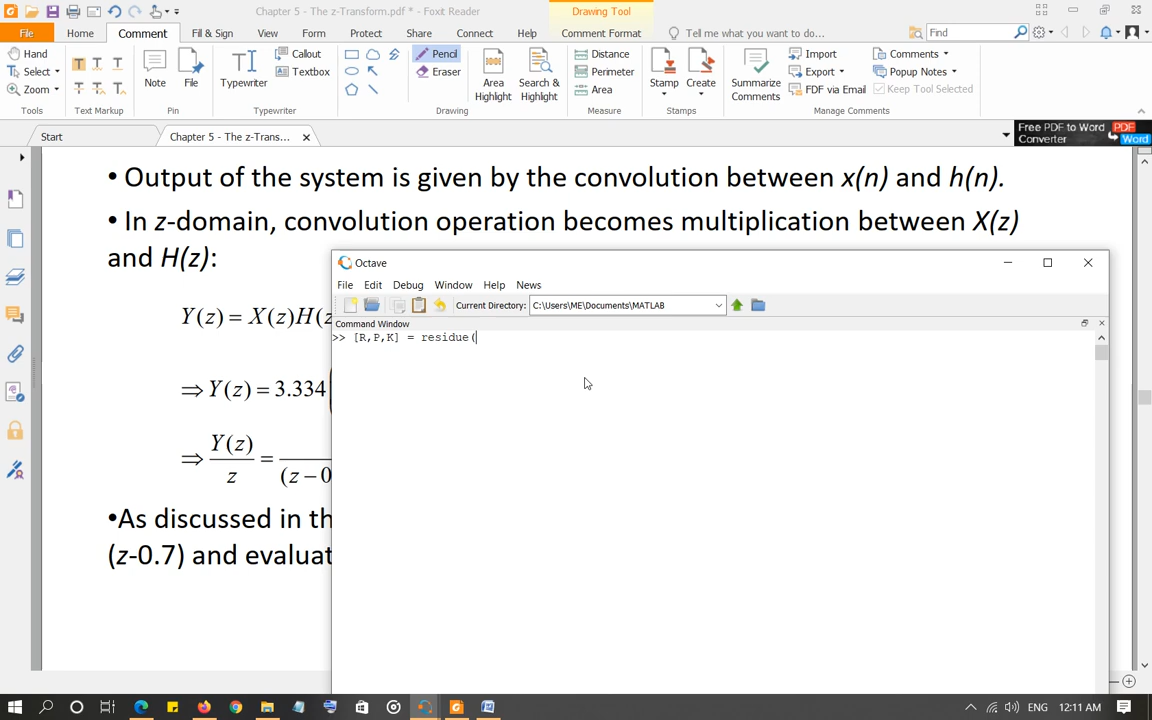 Chapter 5 - The z-Transform.pdf * - Foxit Reader
Drawing Tool
File Home Comment Fill & Sign View Form Protect Share Connect Help Comment Format Tell me what you want to do... Find
Hand
Select
Zoom
Tools
T T T
T T T
Text Markup
Note File
Pin
Typewriter
Callout
Textbox
Typewriter
Pencil
Eraser
Area Highlight
Search & Highlight
Drawing
Distance
Perimeter
Area
Measure
Stamp Create
Stamps
Summarize Comments
Import
Export
FDF via Email
Comments
Popup Notes
Keep Tool Selected
Manage Comments
Start
Chapter 5 - The z-Trans...
Free PDF to Word
Converter
PDF
Word
• Output of the system is given by the convolution between x(n) and h(n).
• In z-domain, convolution operation becomes multiplication between X(z)
and H(z):
Y(z) = X(z)H(z
⇒ Y(z) = 3.334
⇒ Y(z)/z =
(z − 0
•As discussed in th
(z-0.7) and evaluat
Octave
File Edit Debug Window Help News
Current Directory: C:\Users\ME\Documents\MATLAB
Command Window
>> [R,P,K] = residue(
ENG 12:11 AM